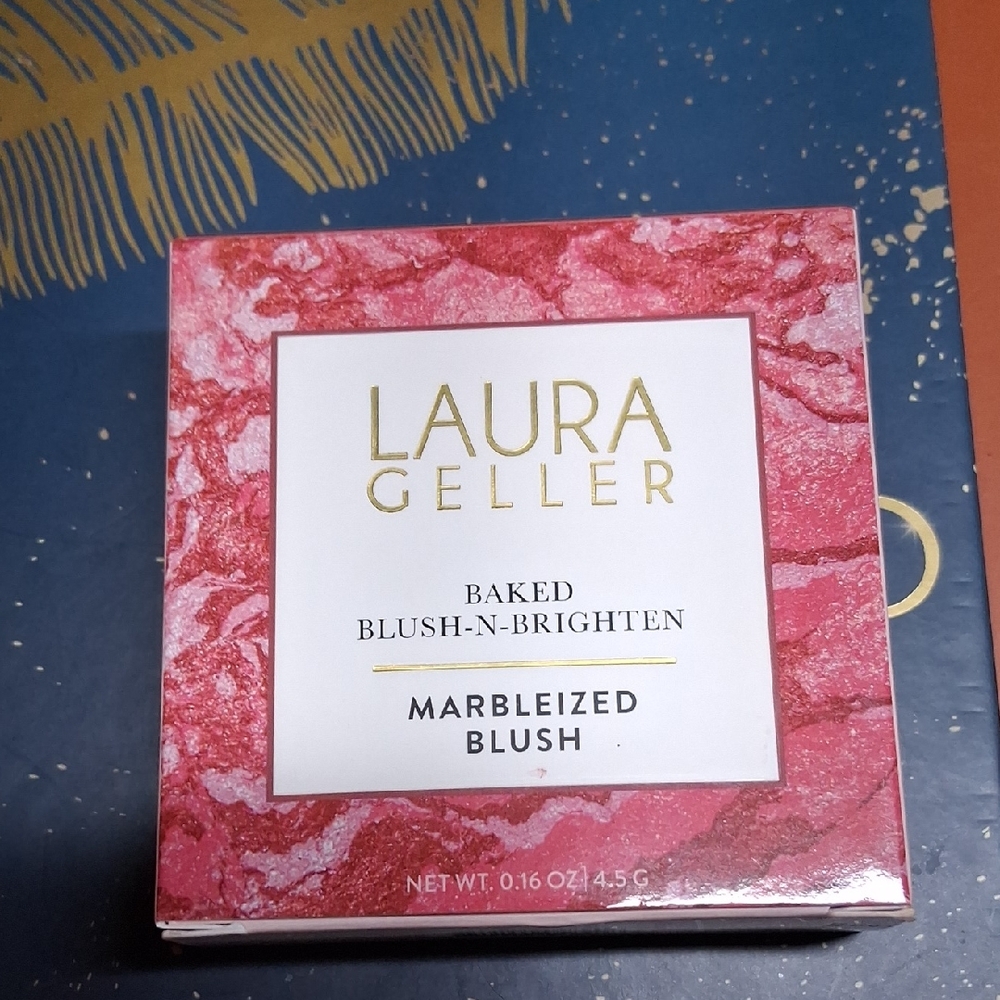 LAURA
GELLER
BAKED
BLUSH-N-BRIGHTEN
MARBLEIZED
BLUSH
NET WT. 0.16 OZ | 4.5 G